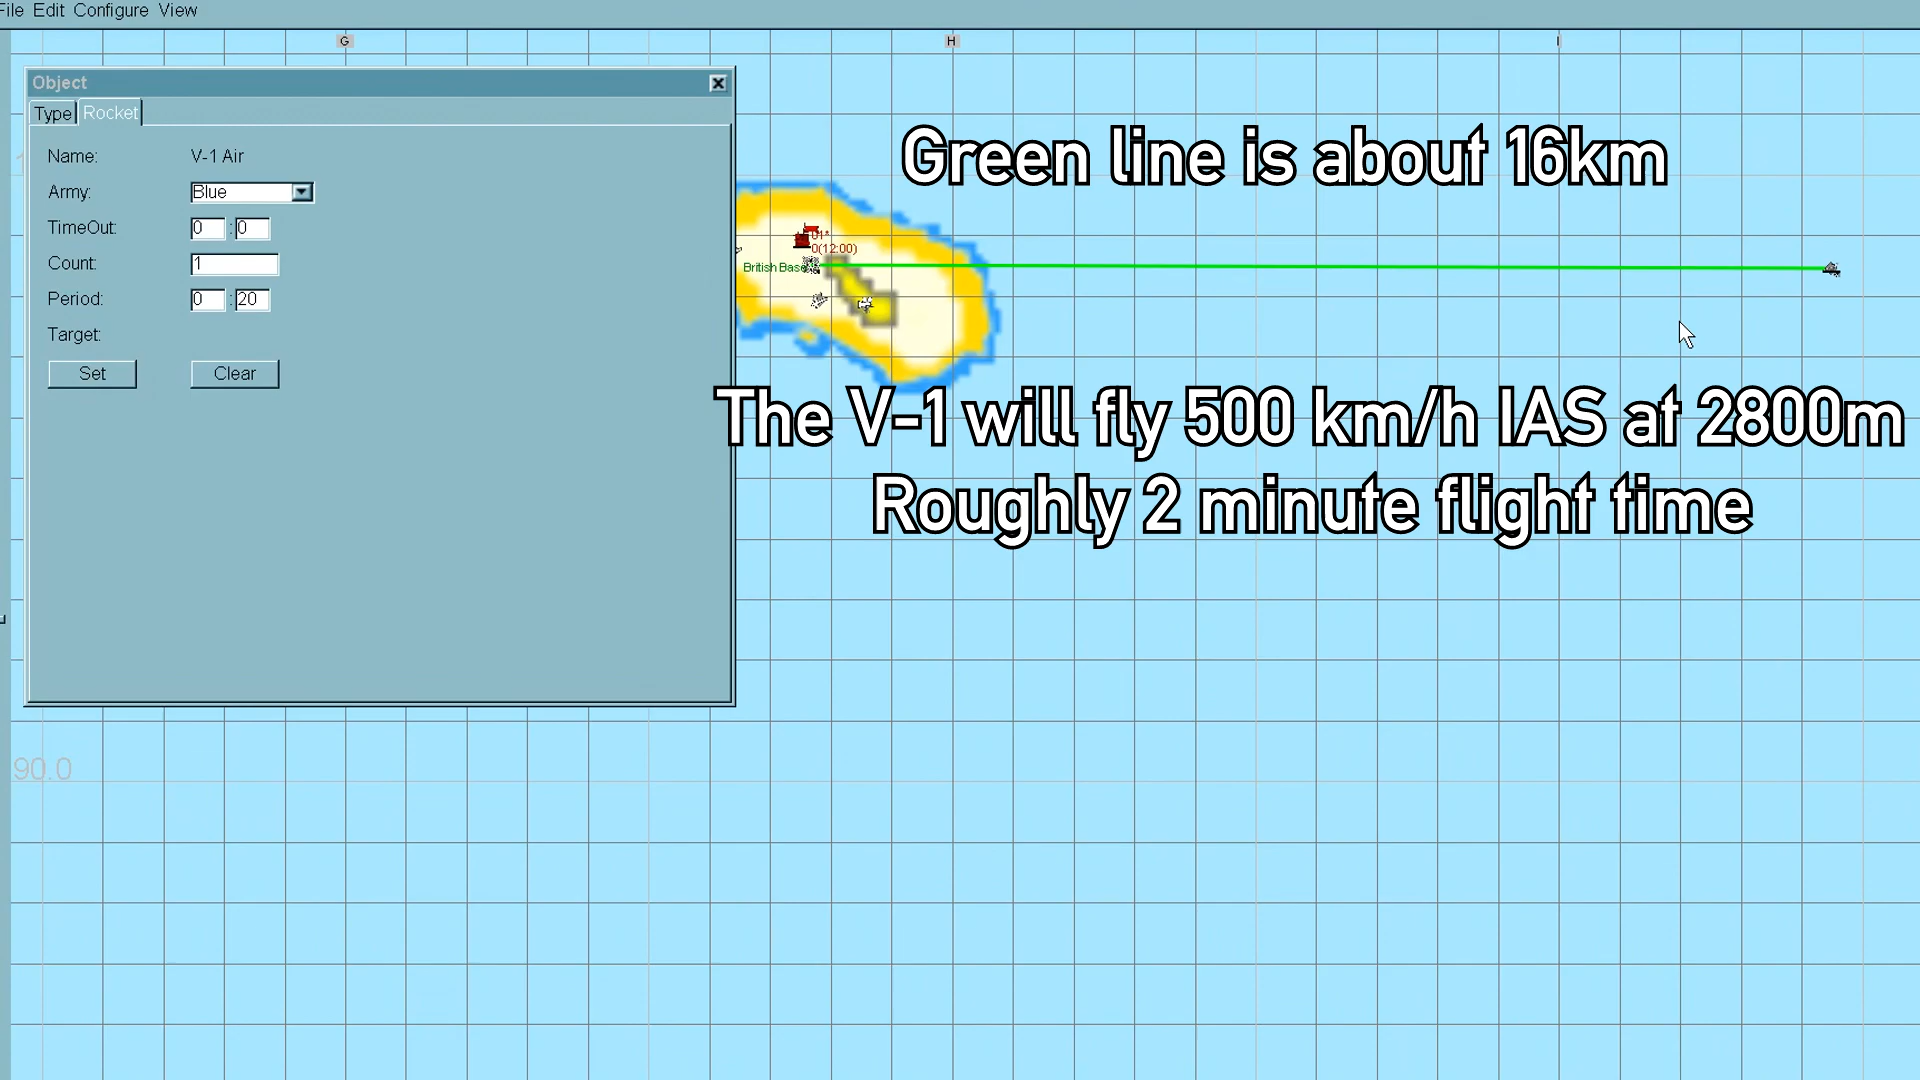 File Edit Configure View
G H I
Object
Type Rocket
Name: V-1 Air
Army: Blue
TimeOut: 0 : 0
Count: 1
Period: 0 : 20
Target:
Set Clear
Green line is about 16km
0(12:00)
British Base
The V-1 will fly 500 km/h IAS at 2800m
Roughly 2 minute flight time
90.0